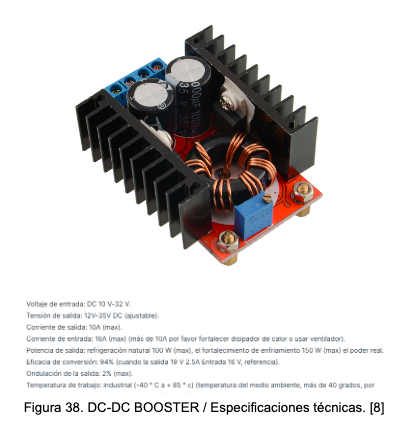 1000µF 100
35V 35
Voltaje de entrada: DC 10 V-32 V.
Tensión de salida: 12V-35V DC (ajustable).
Corriente de salida: 10A (max).
Corriente de entrada: 16A (max) (más de 10A por favor fortalecer disipador de calor o usar ventilador).
Potencia de salida: refrigeración natural 100 W (max), el fortalecimiento de enfriamiento 150 W (max) el poder real.
Eficacia de conversión: 94% (cuando la salida 19 V 2.5A Entrada 16 V, referencia).
Ondulación de la salida: 2% (max).
Temperatura de trabajo: industrial (-40 ° C a + 85 ° c) (temperatura del medio ambiente, más de 40 grados, por
Figura 38. DC-DC BOOSTER / Especificaciones técnicas. [8]